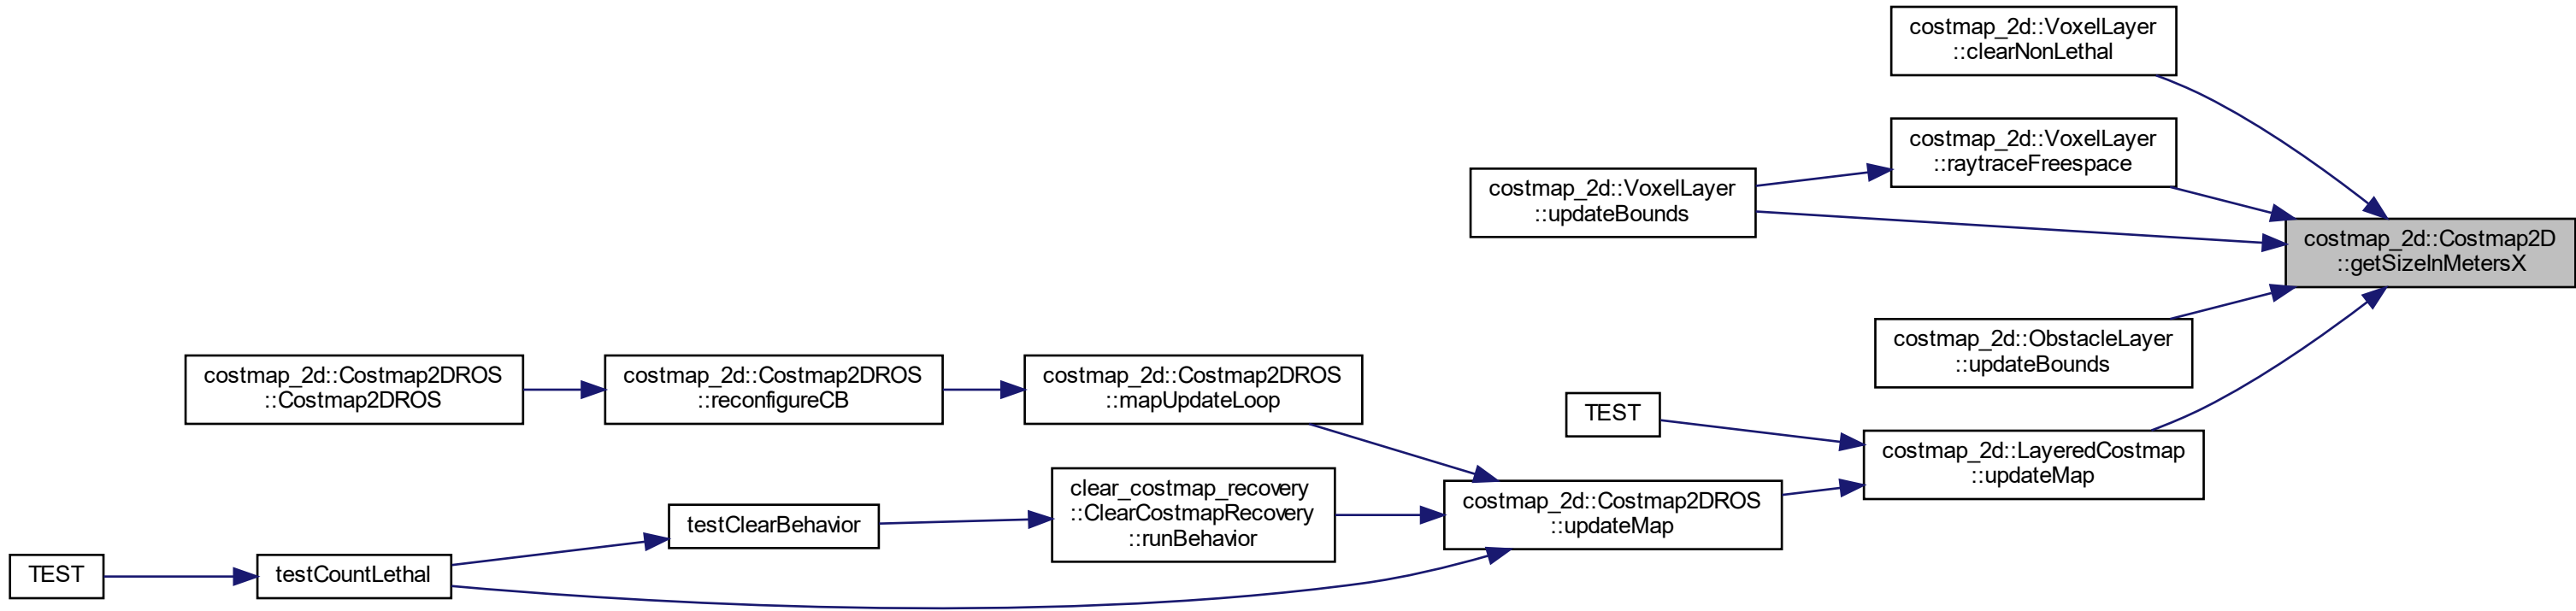 costmap_2d::VoxelLayer
::clearNonLethal
costmap_2d::VoxelLayer
::raytraceFreespace
costmap_2d::VoxelLayer
::updateBounds
costmap_2d::Costmap2D
::getSizeInMetersX
costmap_2d::ObstacleLayer
::updateBounds
costmap_2d::Costmap2DROS
::Costmap2DROS
costmap_2d::Costmap2DROS
::reconfigureCB
costmap_2d::Costmap2DROS
::mapUpdateLoop
TEST
costmap_2d::LayeredCostmap
::updateMap
clear_costmap_recovery
::ClearCostmapRecovery
::runBehavior
costmap_2d::Costmap2DROS
::updateMap
testClearBehavior
TEST
testCountLethal